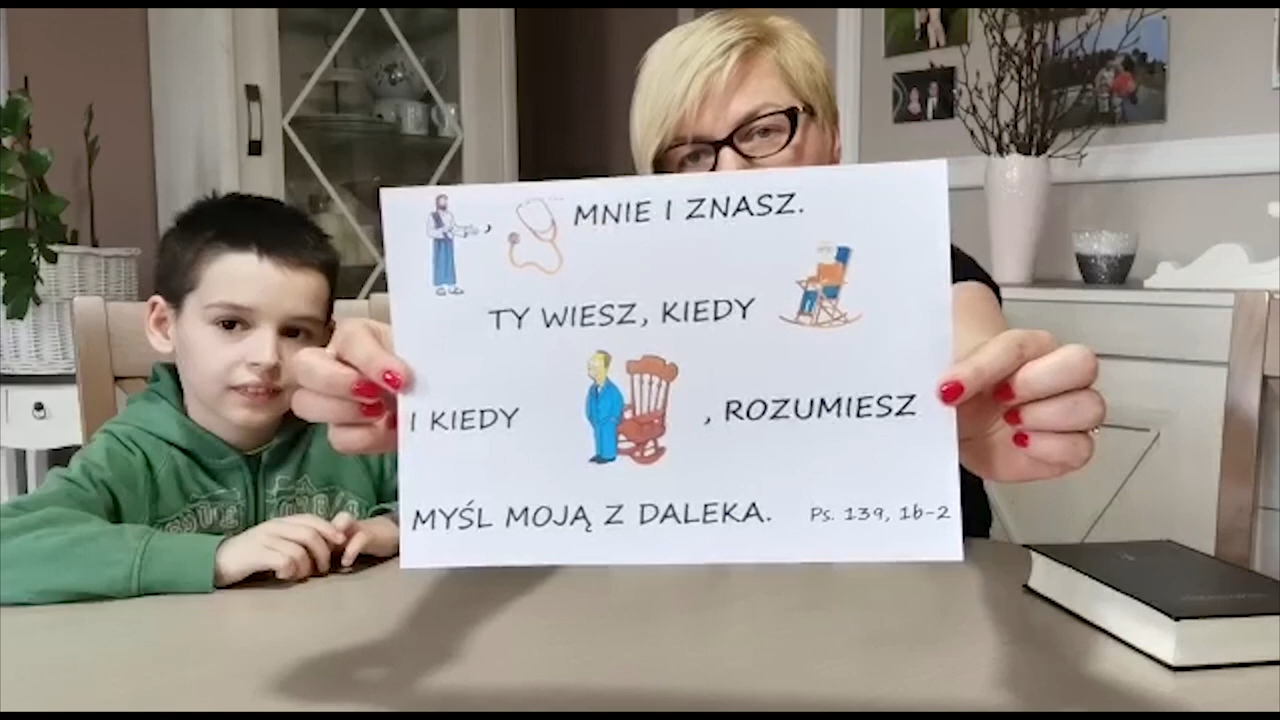 , MNIE I ZNASZ.
TY WIESZ, KIEDY
I KIEDY , ROZUMIESZ
MYŚL MOJĄ Z DALEKA. Ps. 139, 1b-2